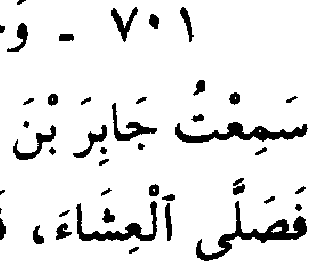 ٧٠١ - وَ
سَمِعْتُ جَابِرَ بْنَ
فَصَلَّى ٱلْعِشَاءَ،